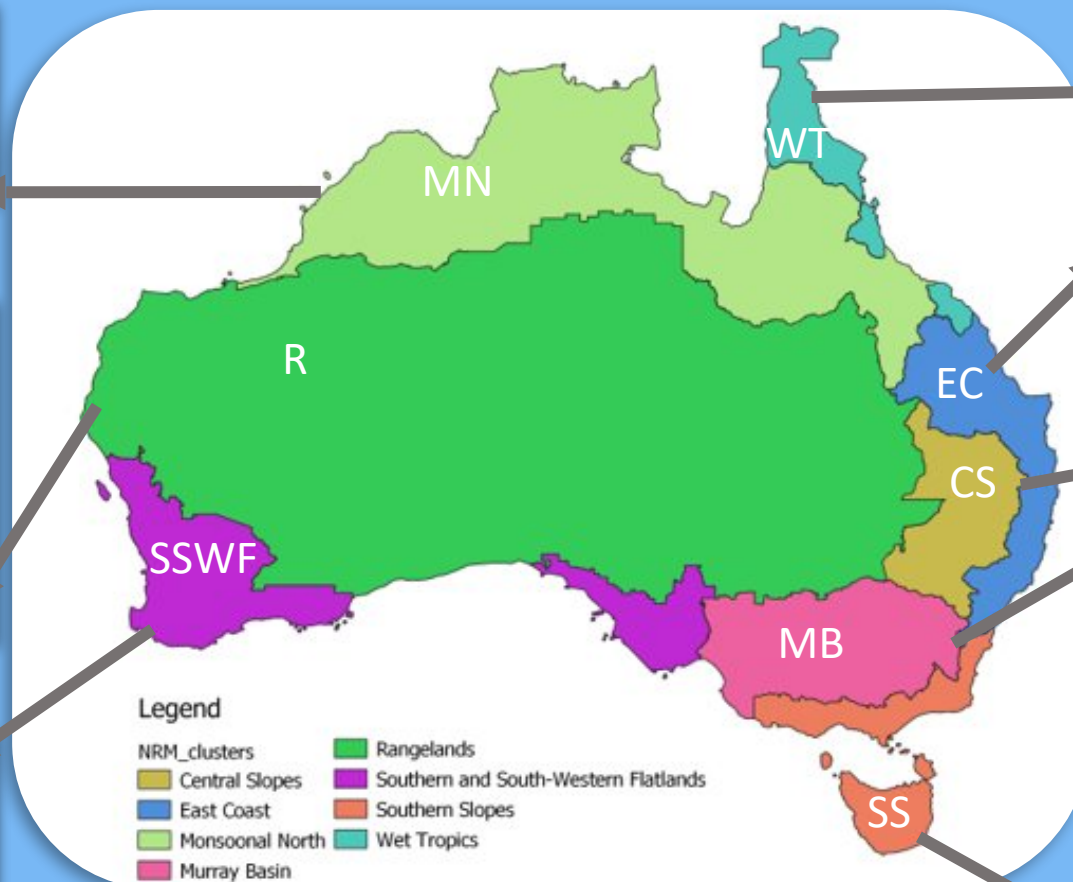 WT
MN
R
EC
CS
SSWF
MB
SS
Legend
NRM_clusters
Central Slopes
East Coast
Monsoonal North
Murray Basin
Rangelands
Southern and South-Western Flatlands
Southern Slopes
Wet Tropics